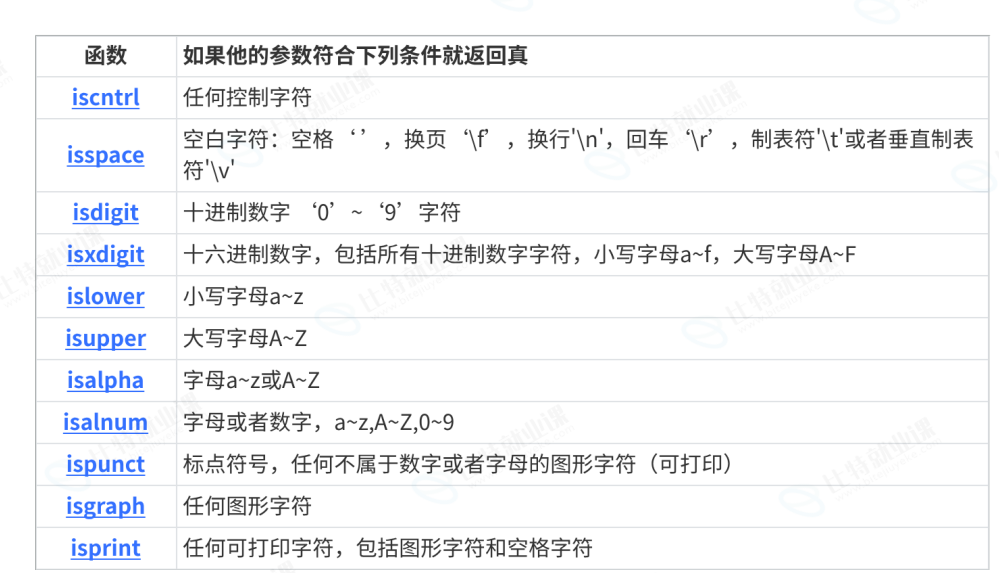 函数 如果他的参数符合下列条件就返回真
iscntrl 任何控制字符
isspace 空白字符：空格‘ ’，换页‘\f’，换行'\n'，回车‘\r’，制表符'\t'或者垂直制表
符'\v'
isdigit 十进制数字 ‘0’~‘9’字符
isxdigit 十六进制数字，包括所有十进制数字字符，小写字母a~f，大写字母A~F
islower 小写字母a~z
isupper 大写字母A~Z
isalpha 字母a~z或A~Z
isalnum 字母或者数字，a~z,A~Z,0~9
ispunct 标点符号，任何不属于数字或者字母的图形字符（可打印）
isgraph 任何图形字符
isprint 任何可打印字符，包括图形字符和空格字符